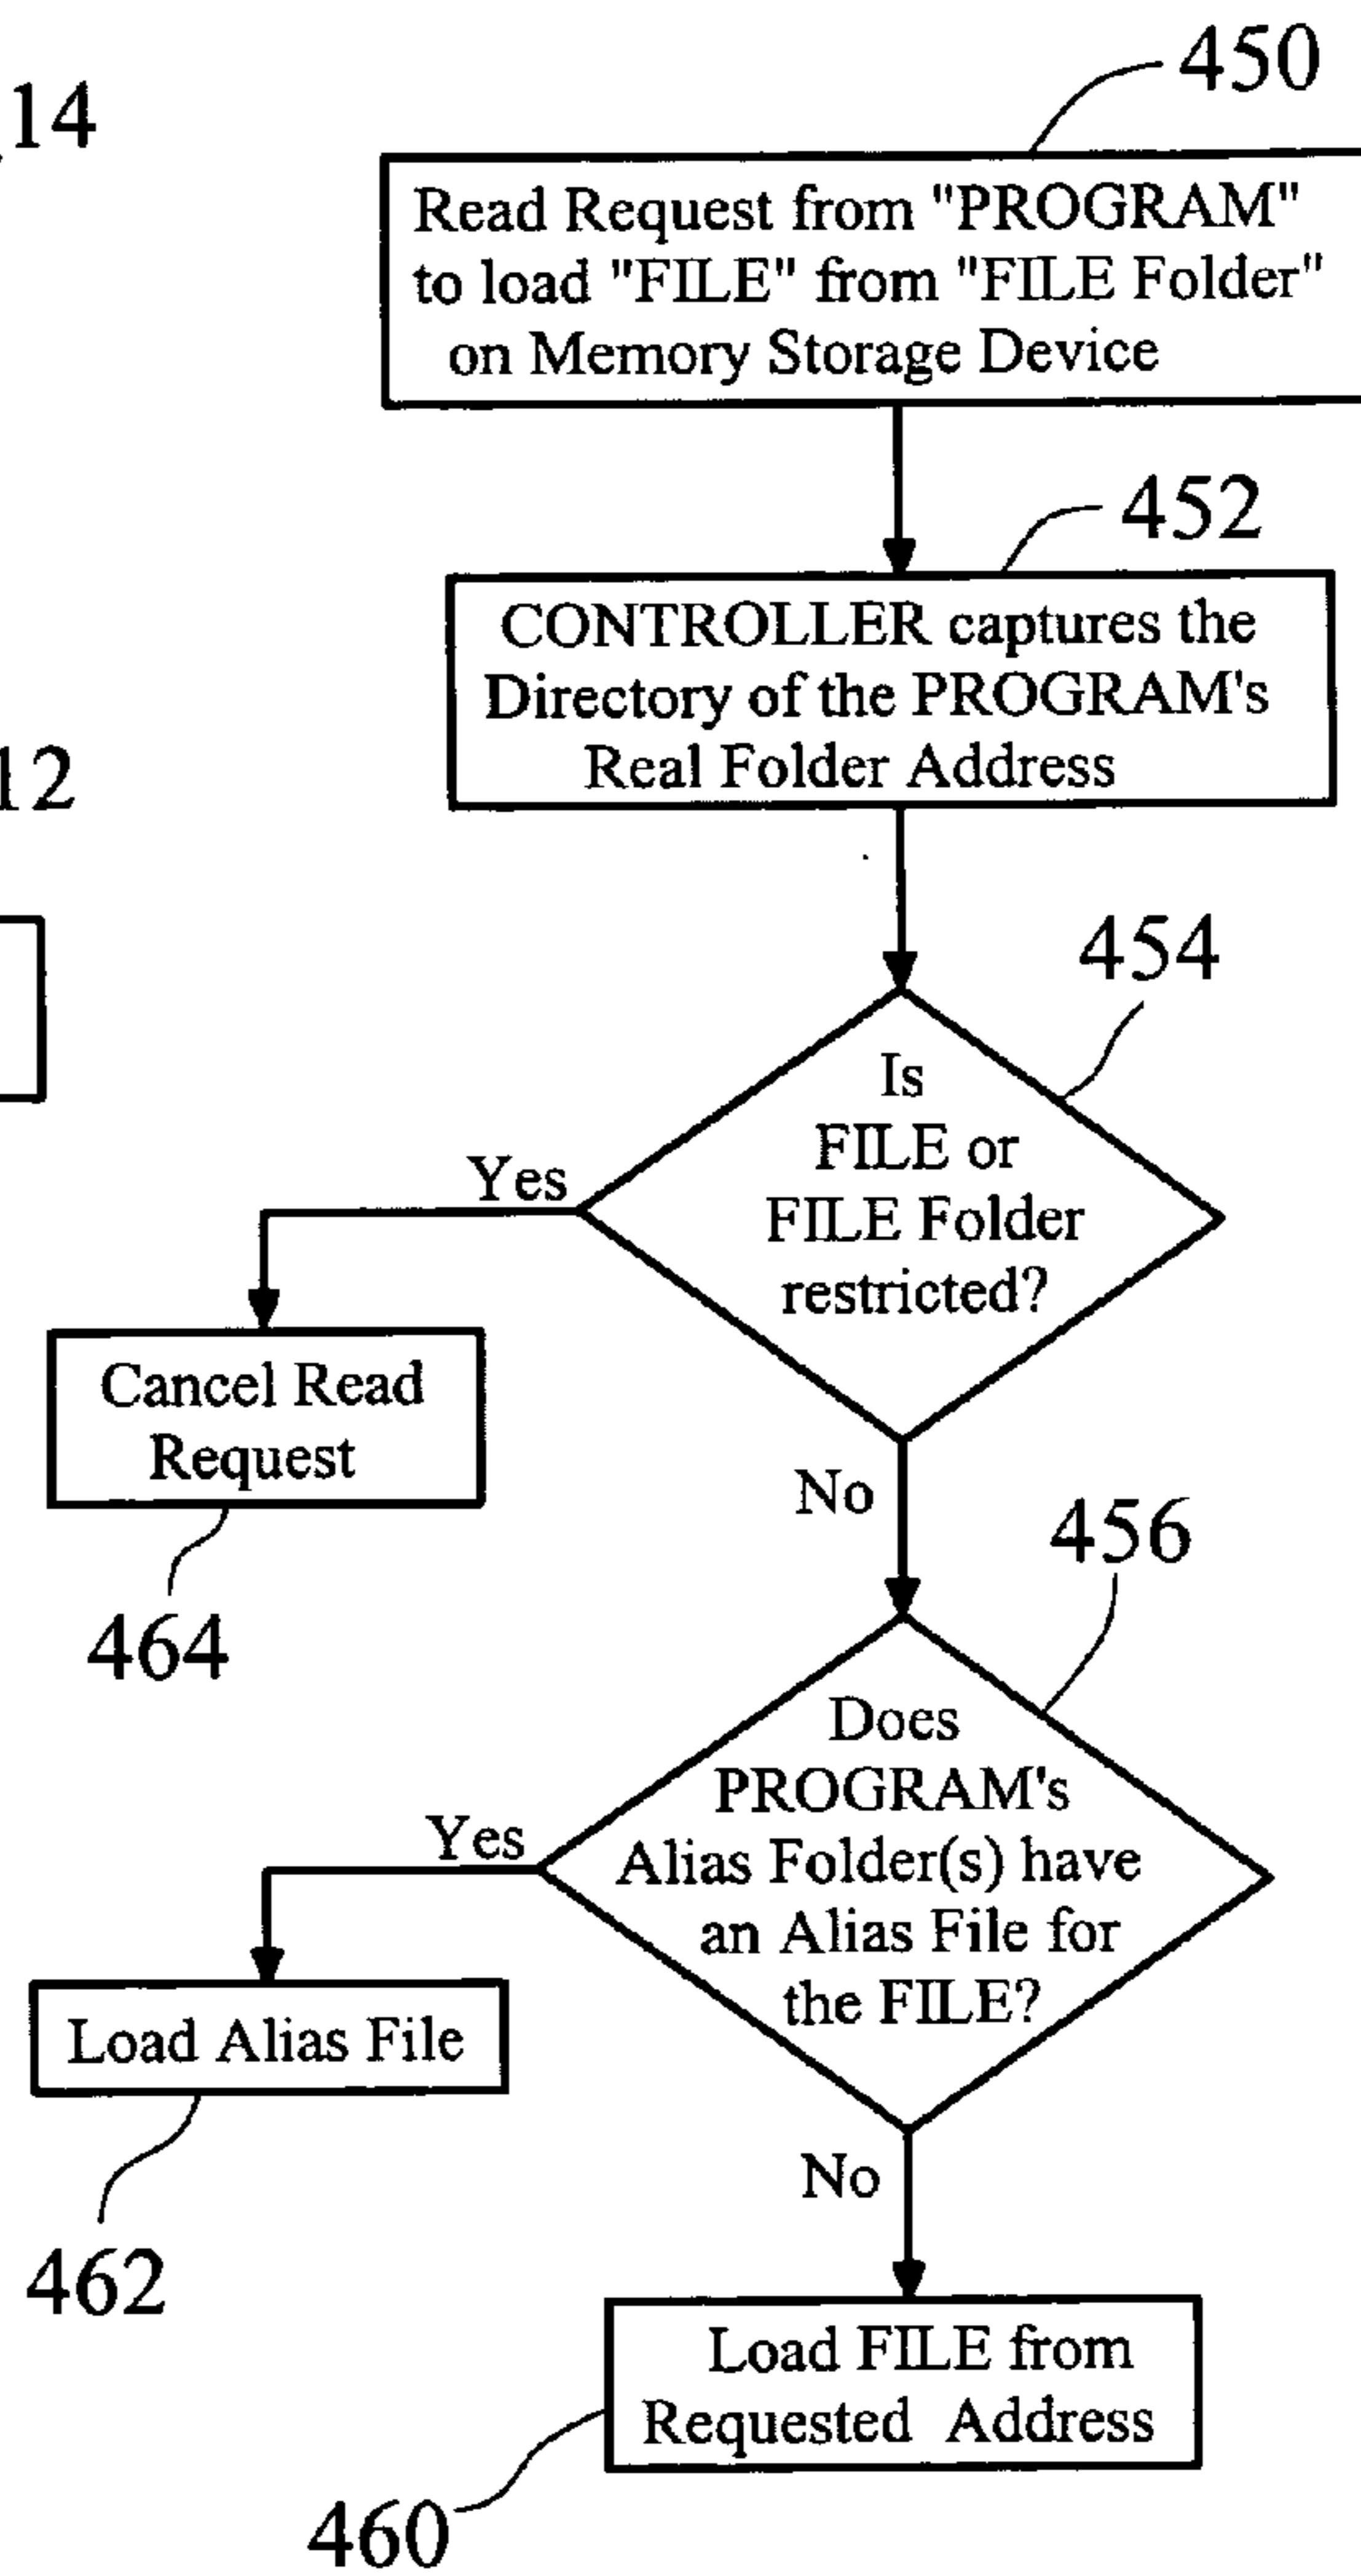 450
14
Read Request from "PROGRAM"
to load "FILE" from "FILE Folder"
on Memory Storage Device
452
CONTROLLER captures the
Directory of the PROGRAM's
Real Folder Address
12
454
Is
FILE or
FILE Folder
restricted?
Yes
Cancel Read
Request
464
No
456
Does
PROGRAM's
Alias Folder(s) have
an Alias File for
the FILE?
Yes
Load Alias File
462
No
Load FILE from
Requested Address
460